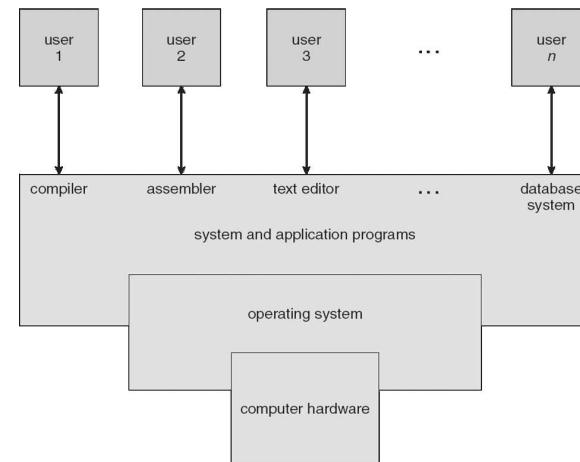 user
1
user
2
user
3
...
user
n
compiler
assembler
text editor
...
database
system
system and application programs
operating system
computer hardware